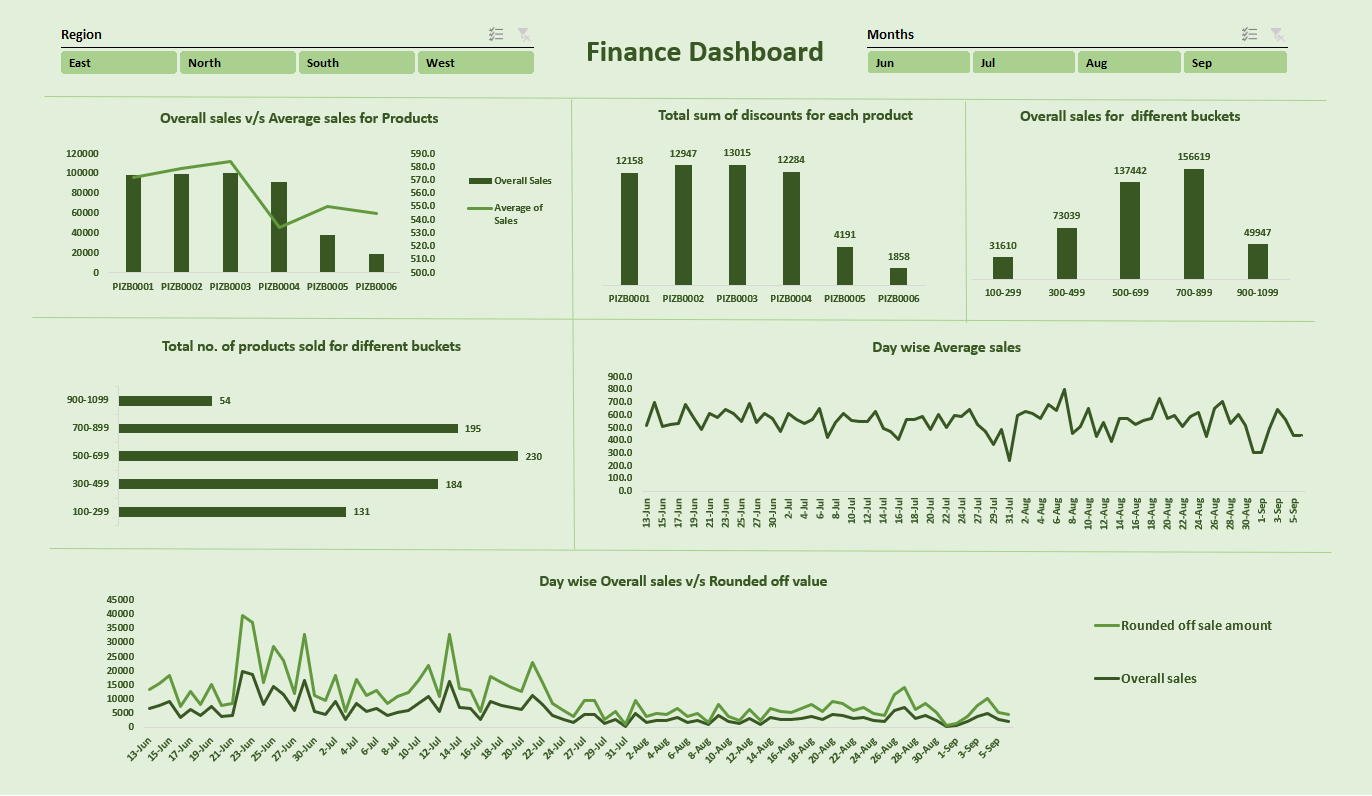 Region
East
North
South
West
Finance Dashboard
Months
Jun
Jul
Aug
Sep
Overall sales v/s Average sales for Products
120000
100000
80000
60000
40000
20000
0
590.0
580.0
570.0
560.0
550.0
540.0
530.0
520.0
510.0
500.0
PIZB0001 PIZB0002 PIZB0003 PIZB0004 PIZB0005 PIZB0006
Overall Sales
Average of
Sales
Total sum of discounts for each product
12158 12947 13015 12284 4191 1858
PIZB0001 PIZB0002 PIZB0003 PIZB0004 PIZB0005 PIZB0006
Overall sales for  different buckets
31610 73039 137442 156619 49947
100-299 300-499 500-699 700-899 900-1099
Total no. of products sold for different buckets
900-1099 54
700-899 195
500-699 230
300-499 184
100-299 131
Day wise Average sales
900.0
800.0
700.0
600.0
500.0
400.0
300.0
200.0
100.0
0.0
13-Jun 15-Jun 17-Jun 19-Jun 21-Jun 23-Jun 25-Jun 27-Jun 30-Jun 2-Jul 4-Jul 6-Jul 8-Jul 10-Jul 12-Jul 14-Jul 16-Jul 18-Jul 20-Jul 22-Jul 24-Jul 27-Jul 29-Jul 31-Jul 2-Aug 4-Aug 6-Aug 8-Aug 10-Aug 12-Aug 14-Aug 16-Aug 18-Aug 20-Aug 22-Aug 24-Aug 26-Aug 28-Aug 30-Aug 1-Sep 3-Sep 5-Sep
Day wise Overall sales v/s Rounded off value
45000
40000
35000
30000
25000
20000
15000
10000
5000
0
13-Jun 15-Jun 17-Jun 19-Jun 21-Jun 23-Jun 25-Jun 27-Jun 30-Jun 2-Jul 4-Jul 6-Jul 8-Jul 10-Jul 12-Jul 14-Jul 16-Jul 18-Jul 20-Jul 22-Jul 24-Jul 27-Jul 29-Jul 31-Jul 2-Aug 4-Aug 6-Aug 8-Aug 10-Aug 12-Aug 14-Aug 16-Aug 18-Aug 20-Aug 22-Aug 24-Aug 26-Aug 28-Aug 30-Aug 1-Sep 3-Sep 5-Sep
Rounded off sale amount
Overall sales